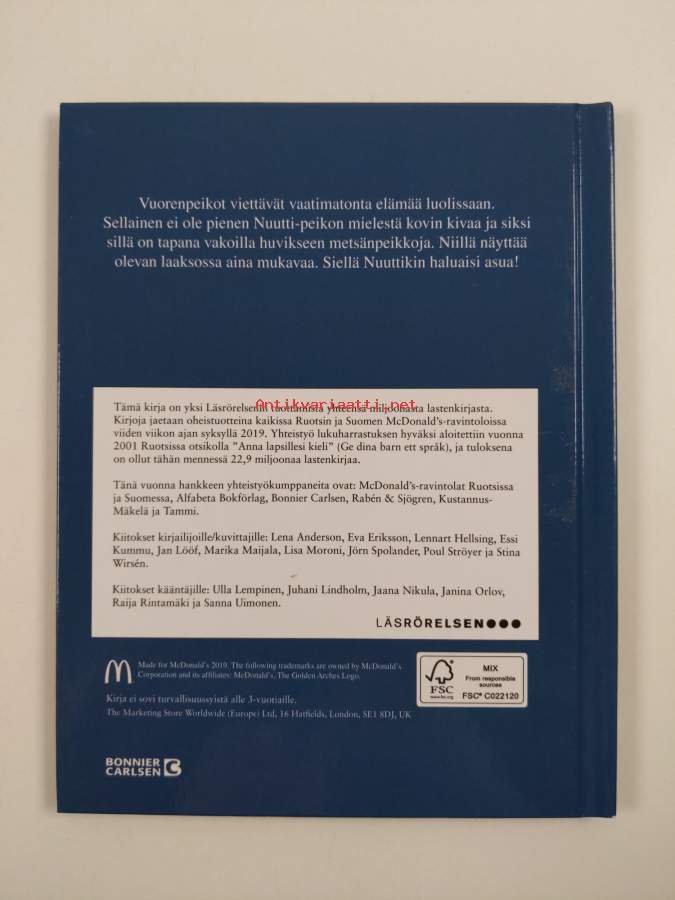 Vuorenpeikot viettävät vaatimatonta elämää luolissaan.
Sellainen ei ole pienen Nuutti-peikon mielestä kovin kivaa ja siksi
sillä on tapana vakoilla huvikseen metsänpeikkoja. Niillä näyttää
olevan laaksossa aina mukavaa. Siellä Nuuttikin haluaisi asua!
Antikvariaatti.net
Tämä kirja on yksi Läsrörelsenin tuottamista yhteensä miljoonasta lastenkirjasta.
Kirjoja jaetaan oheistuotteina kaikissa Ruotsin ja Suomen McDonald's-ravintoloissa
viiden viikon ajan syksyllä 2019. Yhteistyö lukuharrastuksen hyväksi aloitettiin vuonna
2001 Ruotsissa otsikolla "Anna lapsillesi kieli" (Ge dina barn ett språk), ja tuloksena
on ollut tähän mennessä 22,9 miljoonaa lastenkirjaa.
Tänä vuonna hankkeen yhteistyökumppaneita ovat: McDonald's-ravintolat Ruotsissa
ja Suomessa, Alfabeta Bokförlag, Bonnier Carlsen, Rabén & Sjögren, Kustannus-
Mäkelä ja Tammi.
Kiitokset kirjailijoille/kuvittajille: Lena Anderson, Eva Eriksson, Lennart Hellsing, Essi
Kummu, Jan Lööf, Marika Maijala, Lisa Moroni, Jörn Spolander, Poul Ströyer ja Stina
Wirsén.
Kiitokset kääntäjille: Ulla Lempinen, Juhani Lindholm, Jaana Nikula, Janina Orlov,
Raija Rintamäki ja Sanna Uimonen.
LÄSRÖRELSEN
Made for McDonald's 2019. The following trademarks are owned by McDonald's
Corporation and its affiliates: McDonald's, The Golden Arches Logo.
Kirja ei sovi turvallisuussyistä alle 3-vuotiaille.
The Marketing Store Worldwide (Europe) Ltd, 16 Hatfields, London, SE1 8DJ, UK
FSC
www.fsc.org
MIX
From responsible
sources
FSC® C022120
BONNIER
CARLSEN